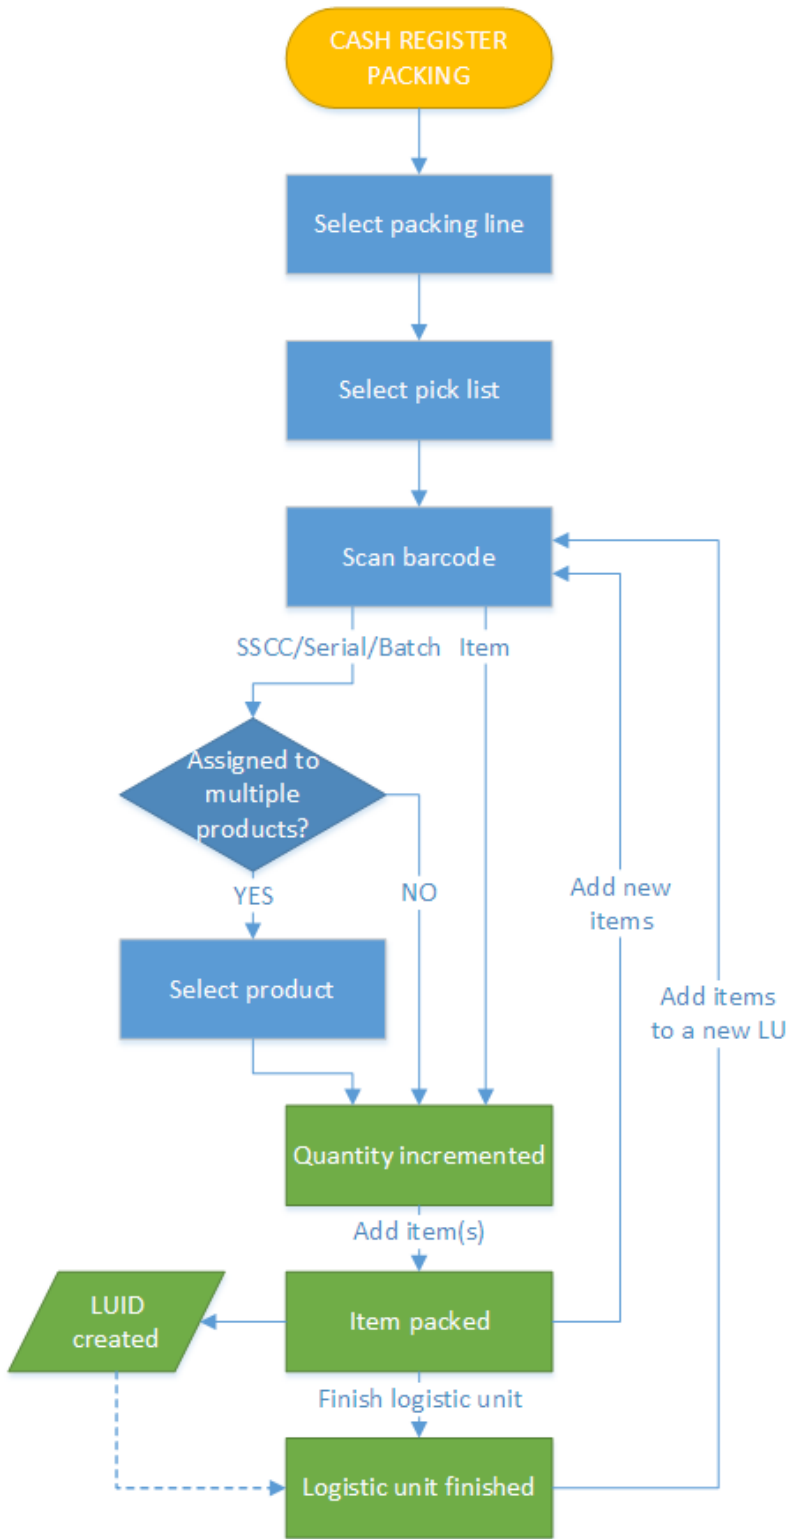 CASH REGISTER
PACKING
Select packing line
Select pick list
Scan barcode
SSCC/Serial/Batch
Item
Assigned to
multiple
products?
YES
NO
Add new
items
Select product
Add items
to a new LU
Quantity incremented
Add item(s)
LUID
created
Item packed
Finish logistic unit
Logistic unit finished